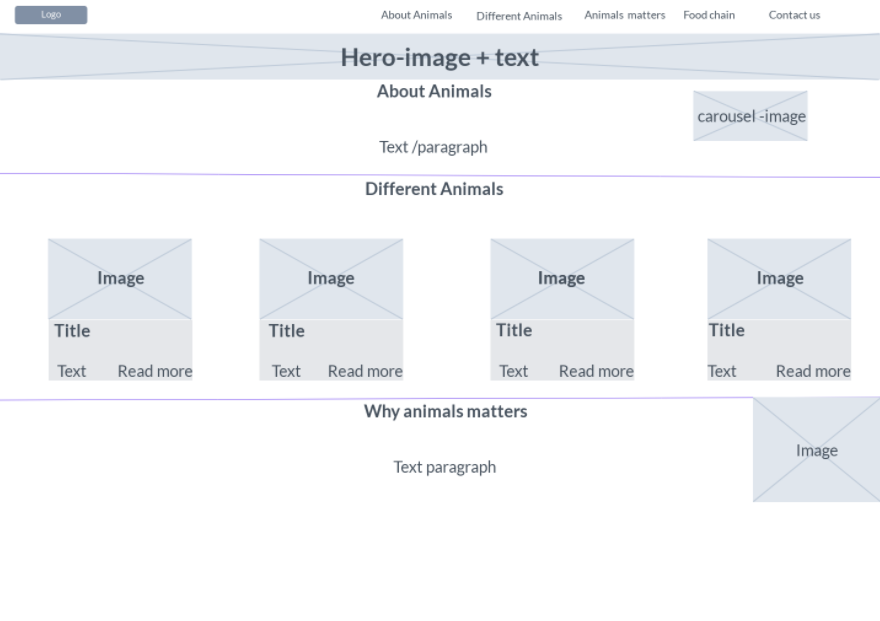 Logo
About Animals
Different Animals
Animals matters
Food chain
Contact us
Hero-image + text
About Animals
carousel -image
Text /paragraph
Different Animals
Image
Image
Image
Image
Title
Title
Title
Title
Text
Read more
Text
Read more
Text
Read more
Text
Read more
Why animals matters
Image
Text paragraph